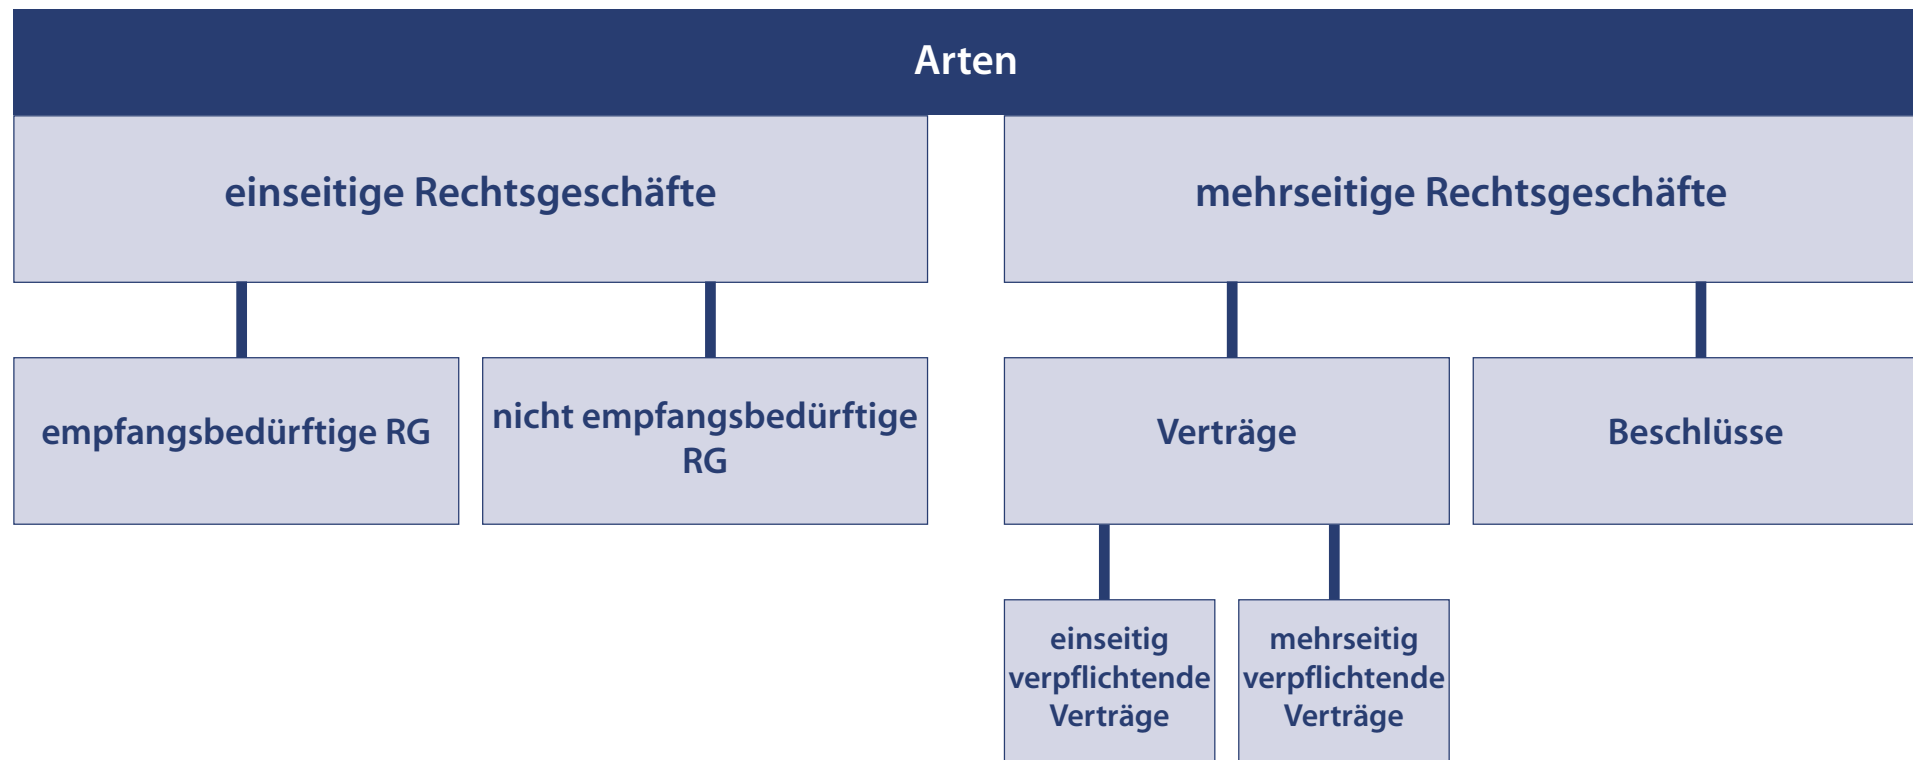 Arten
einseitige Rechtsgeschäfte
mehrseitige Rechtsgeschäfte
empfangsbedürftige RG
nicht empfangsbedürftige
RG
Verträge
Beschlüsse
einseitig
verpflichtende
Verträge
mehrseitig
verpflichtende
Verträge